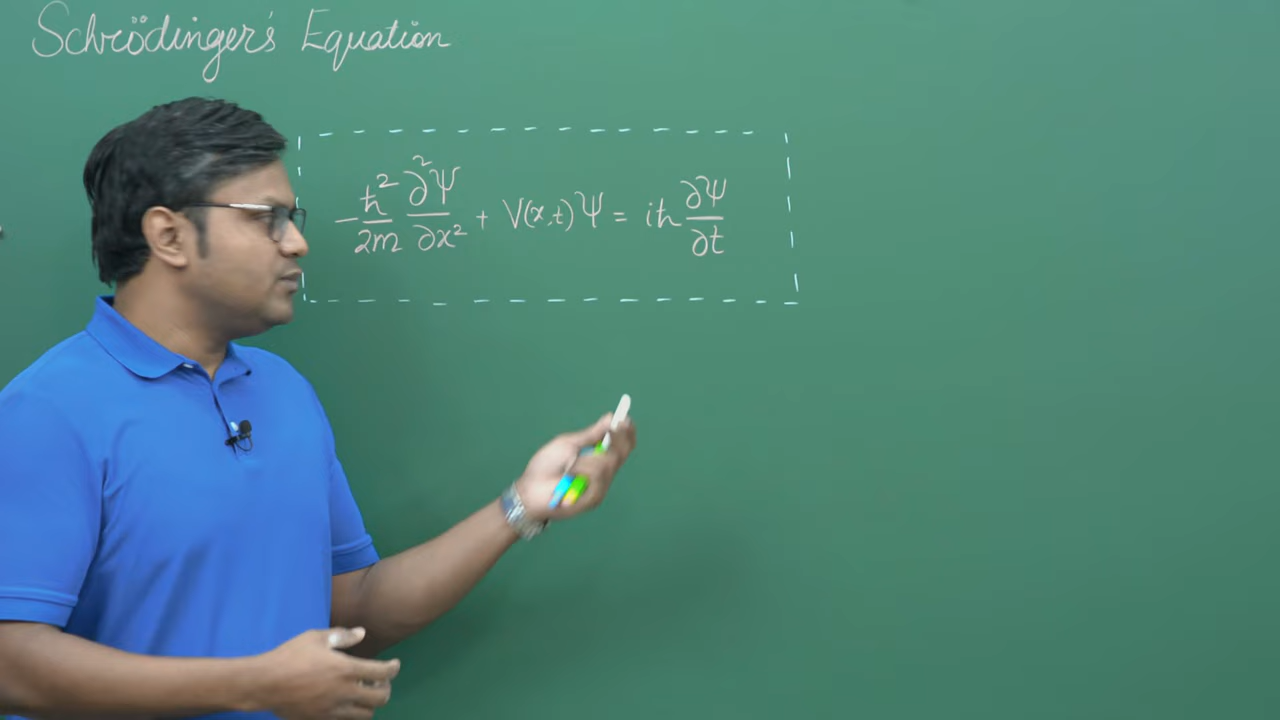 Schrödinger's Equation
-ħ²/2m ∂²Ψ/∂x² + V(x,t)Ψ = iħ ∂Ψ/∂t